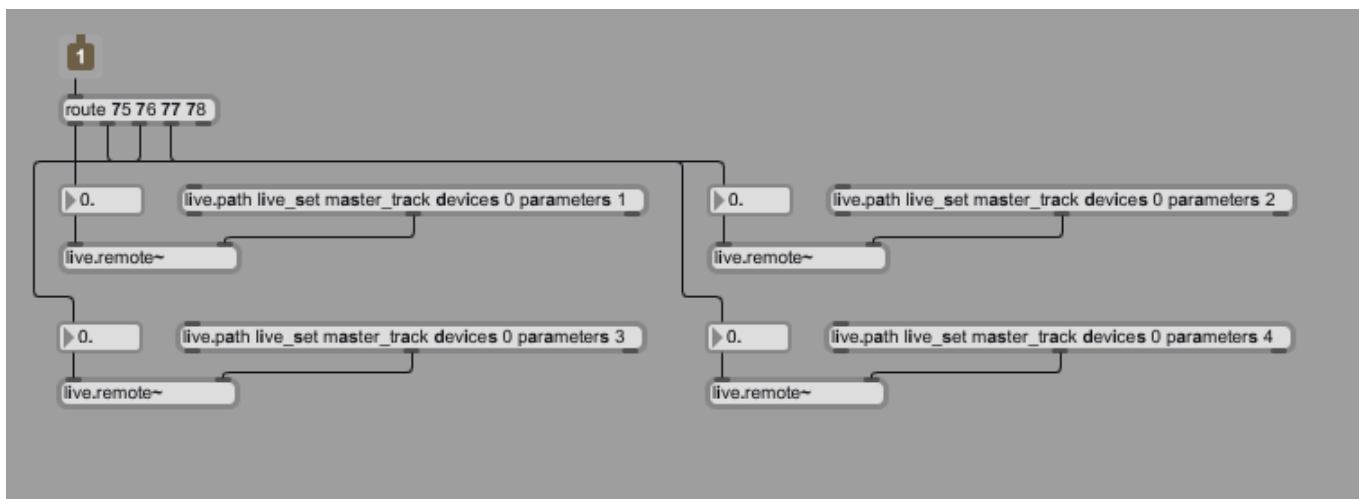 1
route 75 76 77 78
0.
live.path live_set master_track devices 0 parameters 1
0.
live.path live_set master_track devices 0 parameters 2
live.remote~
live.remote~
0.
live.path live_set master_track devices 0 parameters 3
0.
live.path live_set master_track devices 0 parameters 4
live.remote~
live.remote~